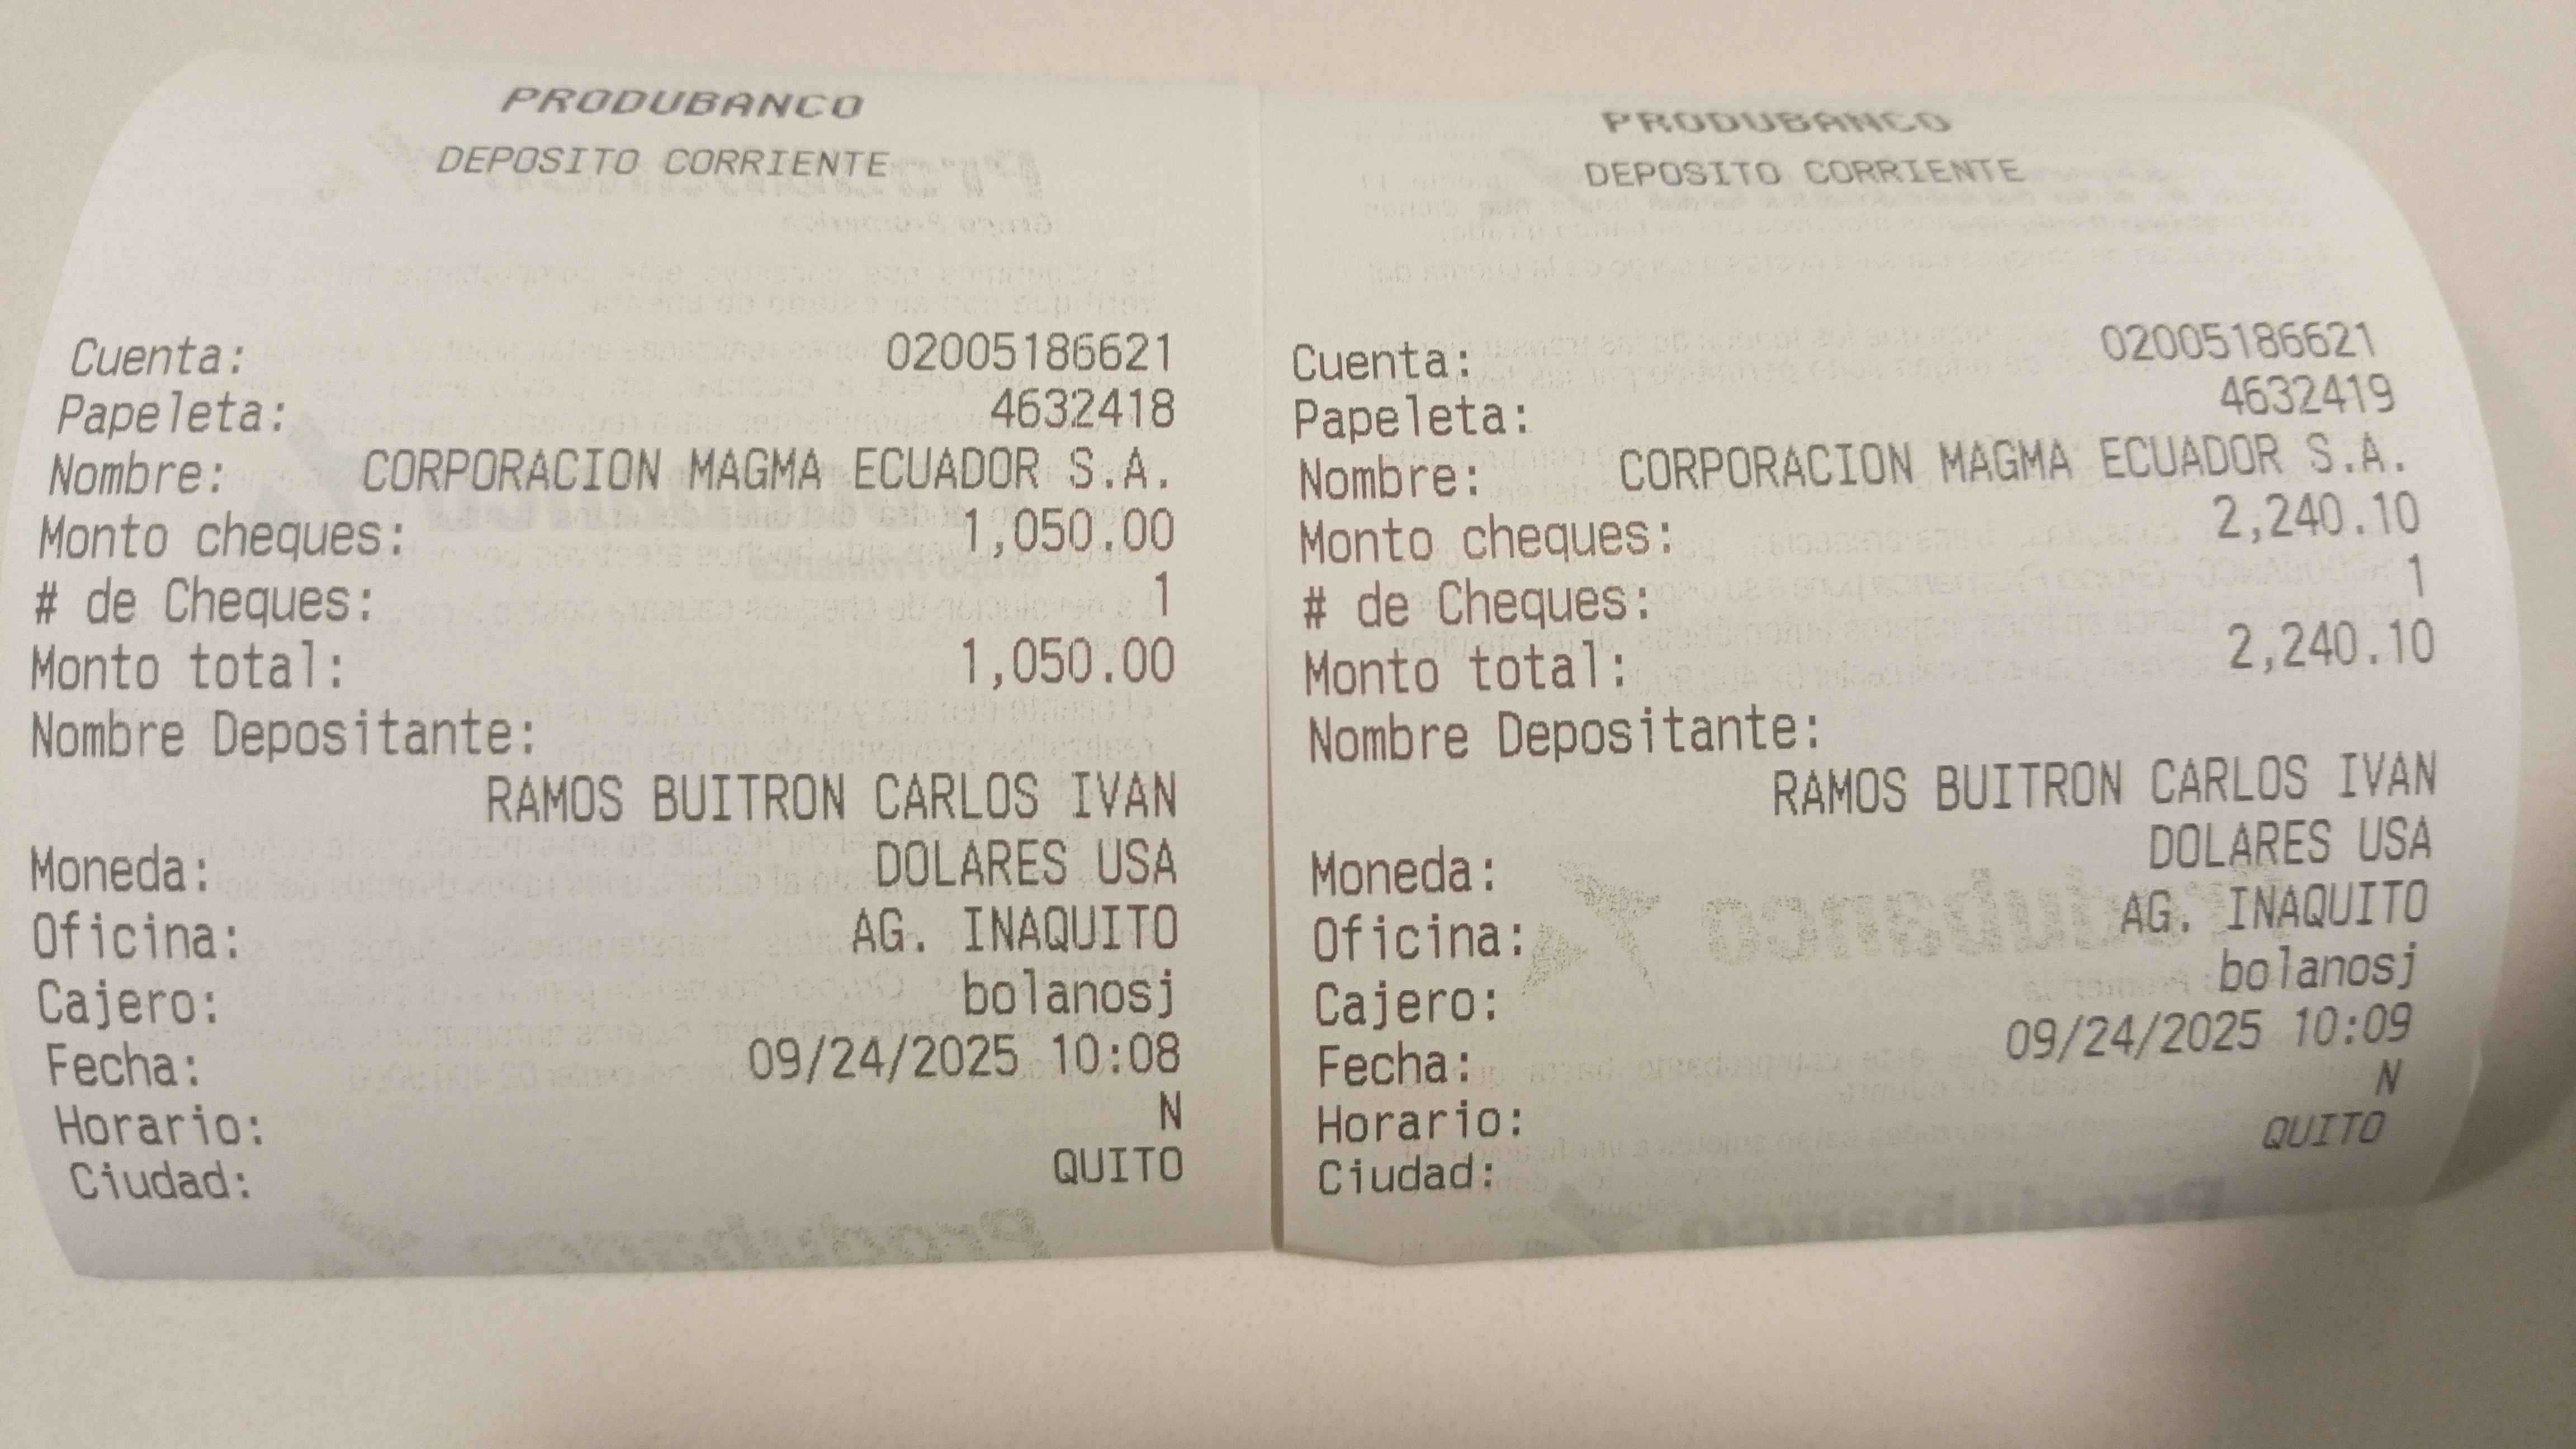 PRODUBANCO
DEPOSITO CORRIENTE
Cuenta: 02005186621
Papeleta: 4632418
Nombre: CORPORACION MAGMA ECUADOR S.A.
Monto cheques: 1,050.00
# de Cheques: 1
Monto total: 1,050.00
Nombre Depositante:
RAMOS BUITRON CARLOS IVAN
Moneda: DOLARES USA
Oficina: AG. INAQUITO
Cajero: bolanosj
Fecha: 09/24/2025 10:08
Horario: N
Ciudad: QUITO
Produbanco
PRODUBANCO
DEPOSITO CORRIENTE
Cuenta: 02005186621
Papeleta: 4632419
Nombre: CORPORACION MAGMA ECUADOR S.A.
Monto cheques: 2,240.10
# de Cheques: 1
Monto total: 2,240.10
Nombre Depositante:
RAMOS BUITRON CARLOS IVAN
Moneda: DOLARES USA
Oficina: AG. INAQUITO
Cajero: bolanosj
Fecha: 09/24/2025 10:09
Horario: N
Ciudad: QUITO
Produbanco